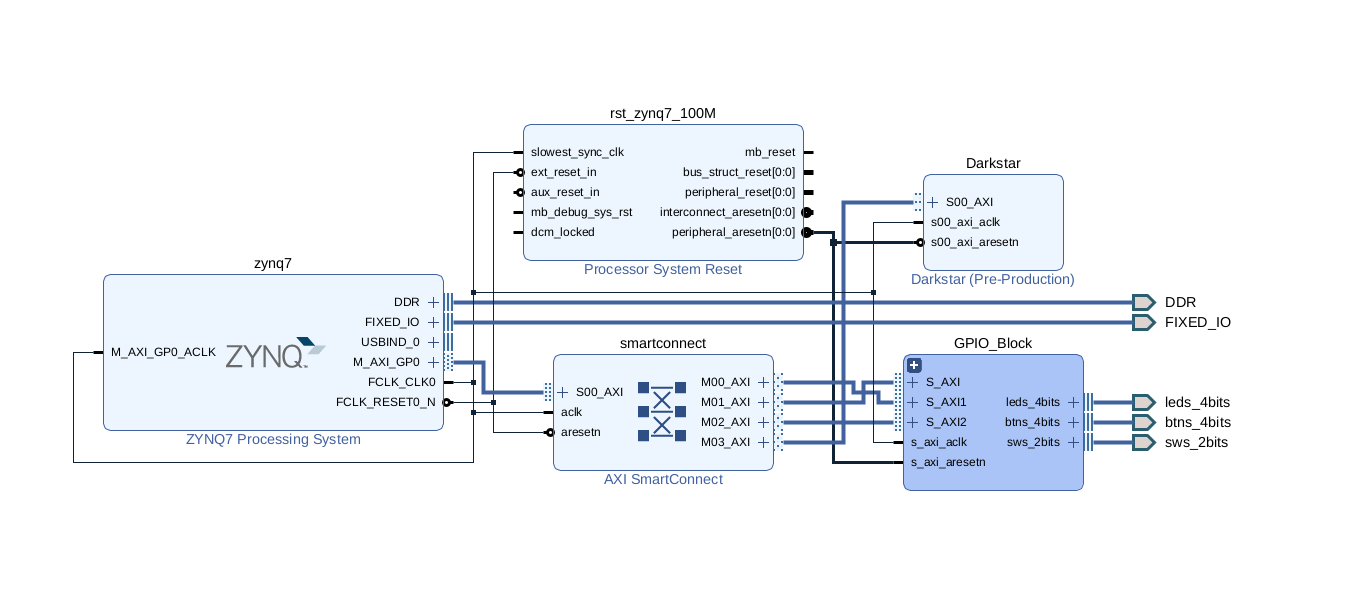 rst_zynq7_100M
slowest_sync_clk
ext_reset_in
aux_reset_in
mb_debug_sys_rst
dcm_locked
mb_reset
bus_struct_reset[0:0]
peripheral_reset[0:0]
interconnect_aresetn[0:0]
peripheral_aresetn[0:0]
Processor System Reset
Darkstar
S00_AXI
s00_axi_aclk
s00_axi_aresetn
Darkstar (Pre-Production)
zynq7
M_AXI_GP0_ACLK
ZYNQ
DDR
FIXED_IO
USBIND_0
M_AXI_GP0
FCLK_CLK0
FCLK_RESET0_N
ZYNQ7 Processing System
smartconnect
S00_AXI
aclk
aresetn
M00_AXI
M01_AXI
M02_AXI
M03_AXI
AXI SmartConnect
GPIO_Block
S_AXI
S_AXI1
S_AXI2
s_axi_aclk
s_axi_aresetn
leds_4bits
btns_4bits
sws_2bits
DDR
FIXED_IO
leds_4bits
btns_4bits
sws_2bits